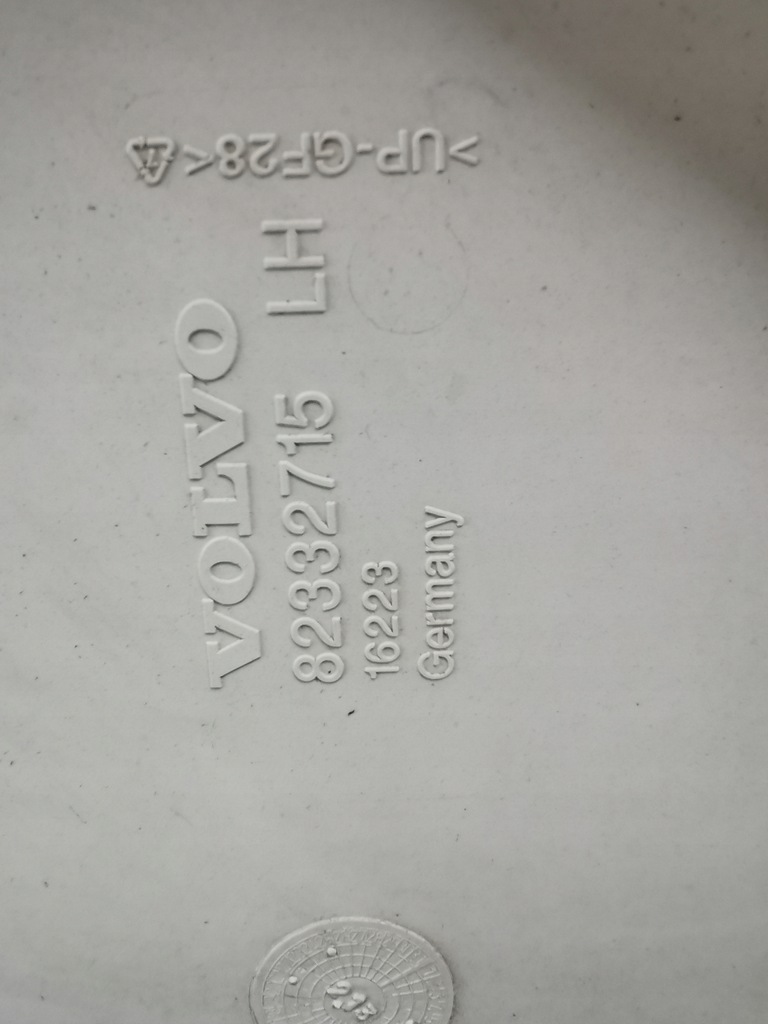 VOLVO
82332715 LH
16223
Germany
>UP-GF28<